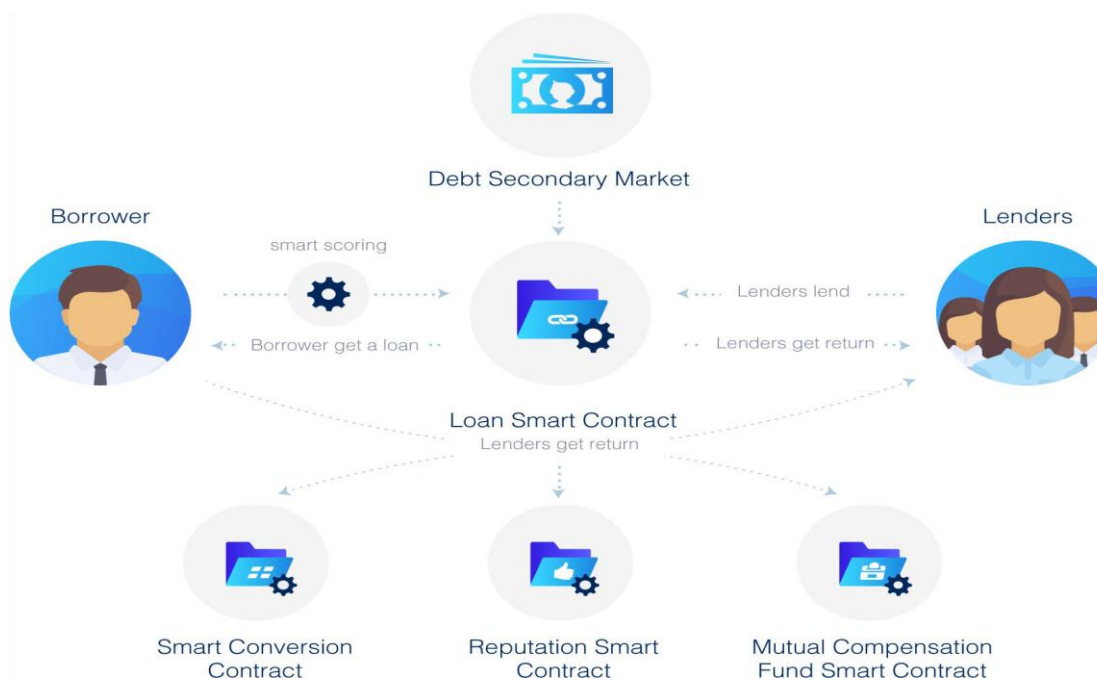 Debt Secondary Market
Borrower
Lenders
smart scoring
Lenders lend
Borrower get a loan
Lenders get return
Loan Smart Contract
Lenders get return
Smart Conversion
Contract
Reputation Smart
Contract
Mutual Compensation
Fund Smart Contract